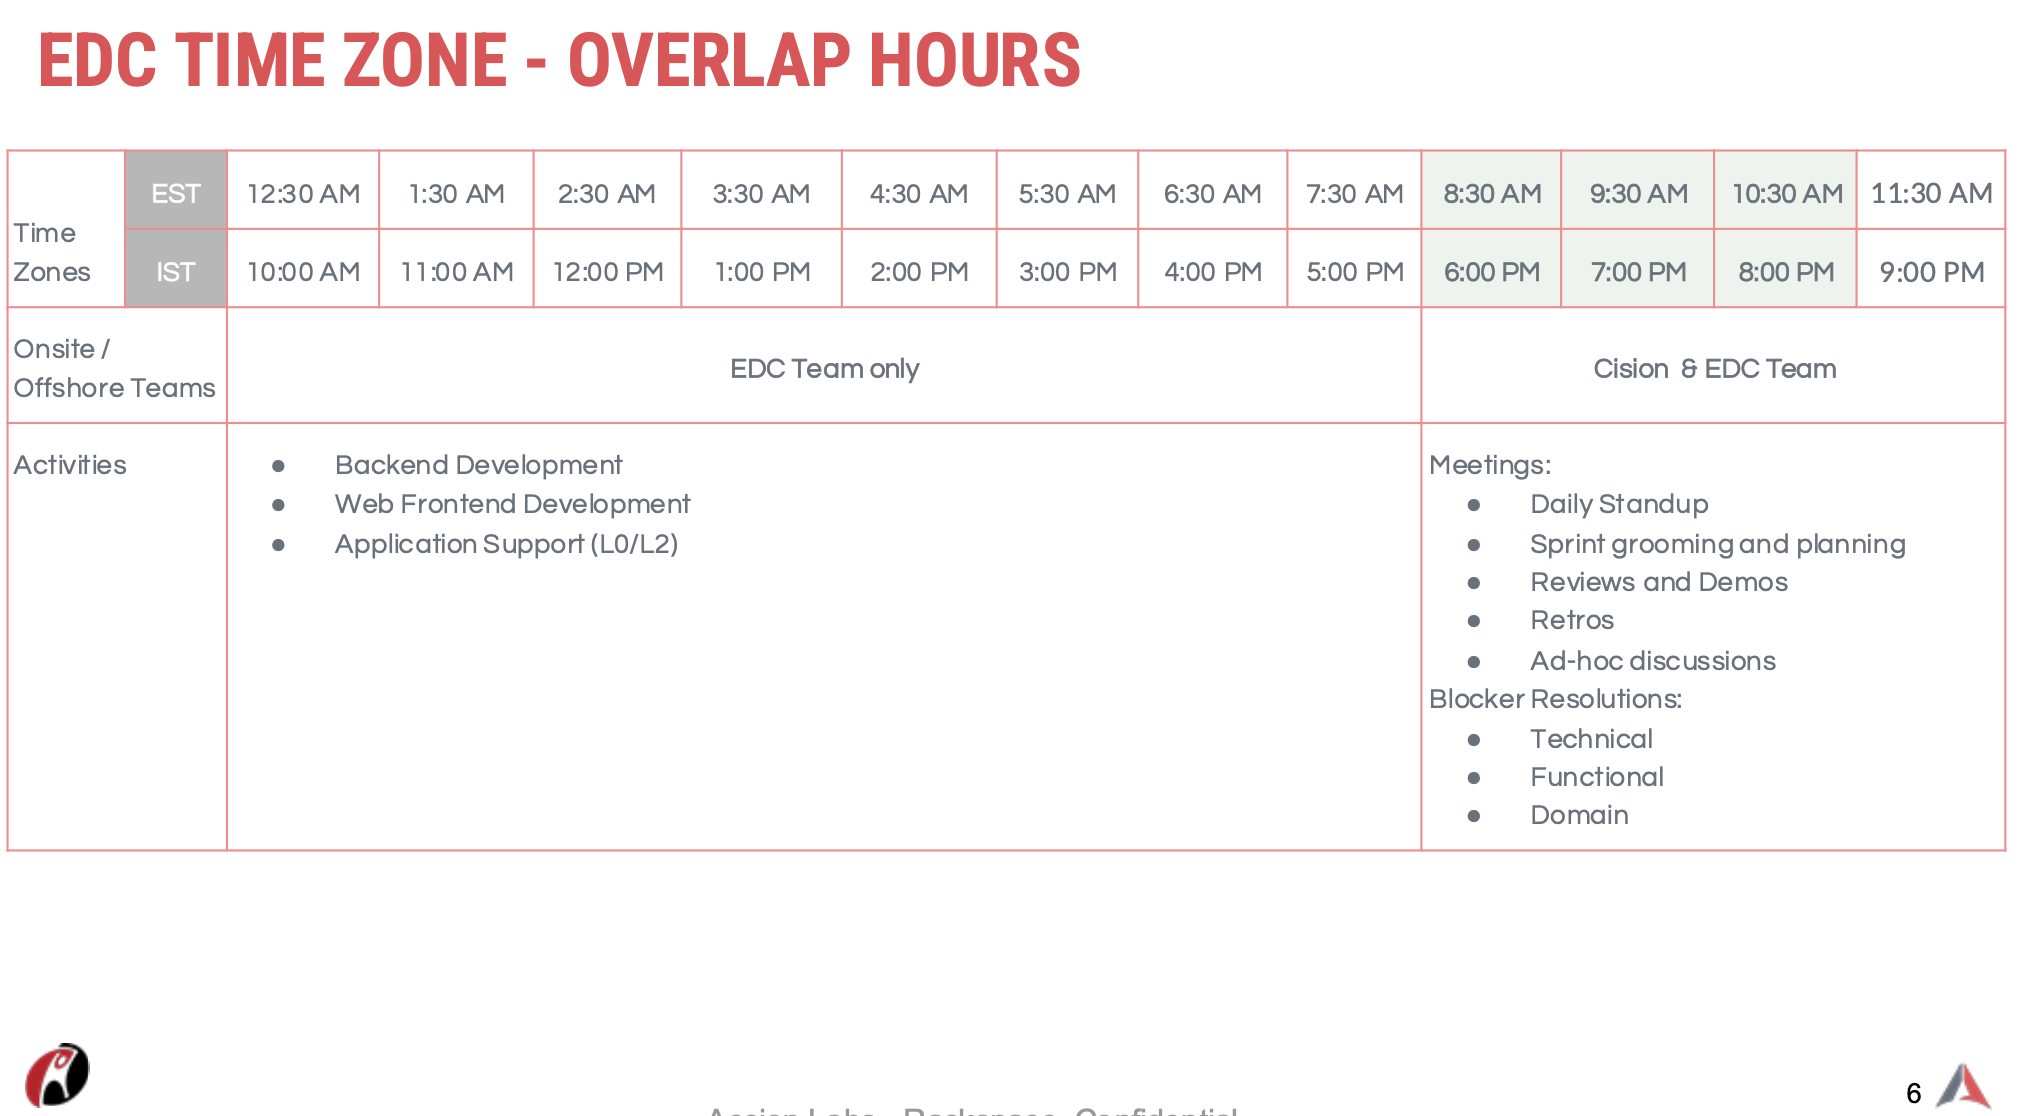 EDC TIME ZONE - OVERLAP HOURS
Time Zones
EST 12:30 AM 1:30 AM 2:30 AM 3:30 AM 4:30 AM 5:30 AM 6:30 AM 7:30 AM 8:30 AM 9:30 AM 10:30 AM 11:30 AM
IST 10:00 AM 11:00 AM 12:00 PM 1:00 PM 2:00 PM 3:00 PM 4:00 PM 5:00 PM 6:00 PM 7:00 PM 8:00 PM 9:00 PM
Onsite /
Offshore Teams
EDC Team only
Cision & EDC Team
Activities
● Backend Development
● Web Frontend Development
● Application Support (L0/L2)
Meetings:
● Daily Standup
● Sprint grooming and planning
● Reviews and Demos
● Retros
● Ad-hoc discussions
Blocker Resolutions:
● Technical
● Functional
● Domain
6
Confidential